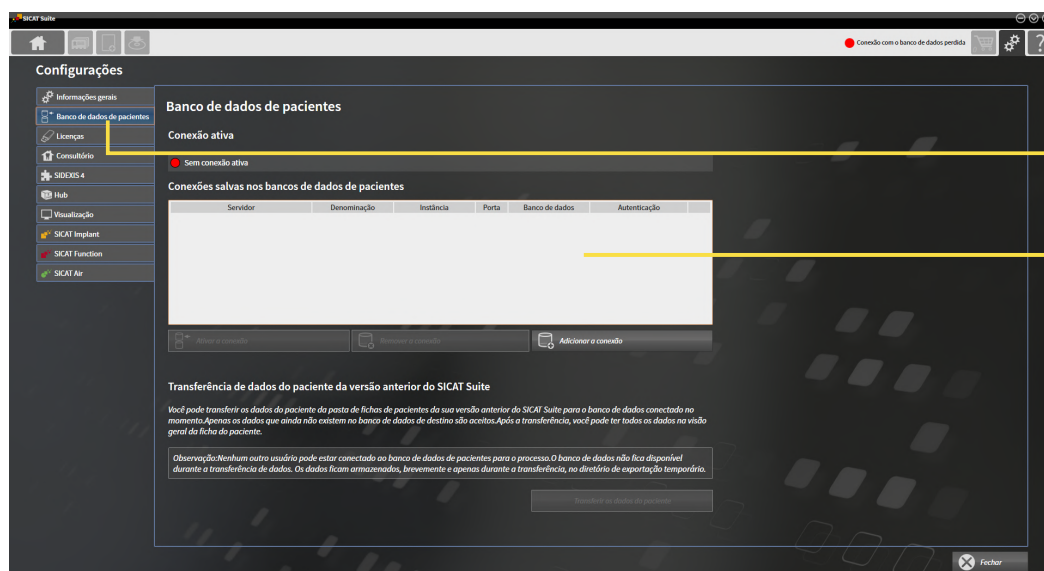 SICAT Suite
Conexão com o banco de dados perdida
Configurações
Informações gerais
Banco de dados de pacientes
Licenças
Consultório
SIDEXIS 4
Hub
Visualização
SICAT Implant
SICAT Function
SICAT Air
Banco de dados de pacientes
Conexão ativa
Sem conexão ativa
Conexões salvas nos bancos de dados de pacientes
Servidor Denominação Instância Porta Banco de dados Autenticação
Ativar a conexão Remover a conexão Adicionar a conexão
Transferência de dados do paciente da versão anterior do SICAT Suite
Você pode transferir os dados do paciente da pasta de fichas de pacientes da sua versão anterior do SICAT Suite para o banco de dados conectado no
momento.Apenas os dados que ainda não existem no banco de dados de destino são aceitos.Após a transferência, você pode ter todos os dados na visão
geral da ficha do paciente.
Observação:Nenhum outro usuário pode estar conectado ao banco de dados de pacientes para o processo.O banco de dados não fica disponível
durante a transferência de dados. Os dados ficam armazenados, brevemente e apenas durante a transferência, no diretório de exportação temporário.
Transferir os dados do paciente
Fechar